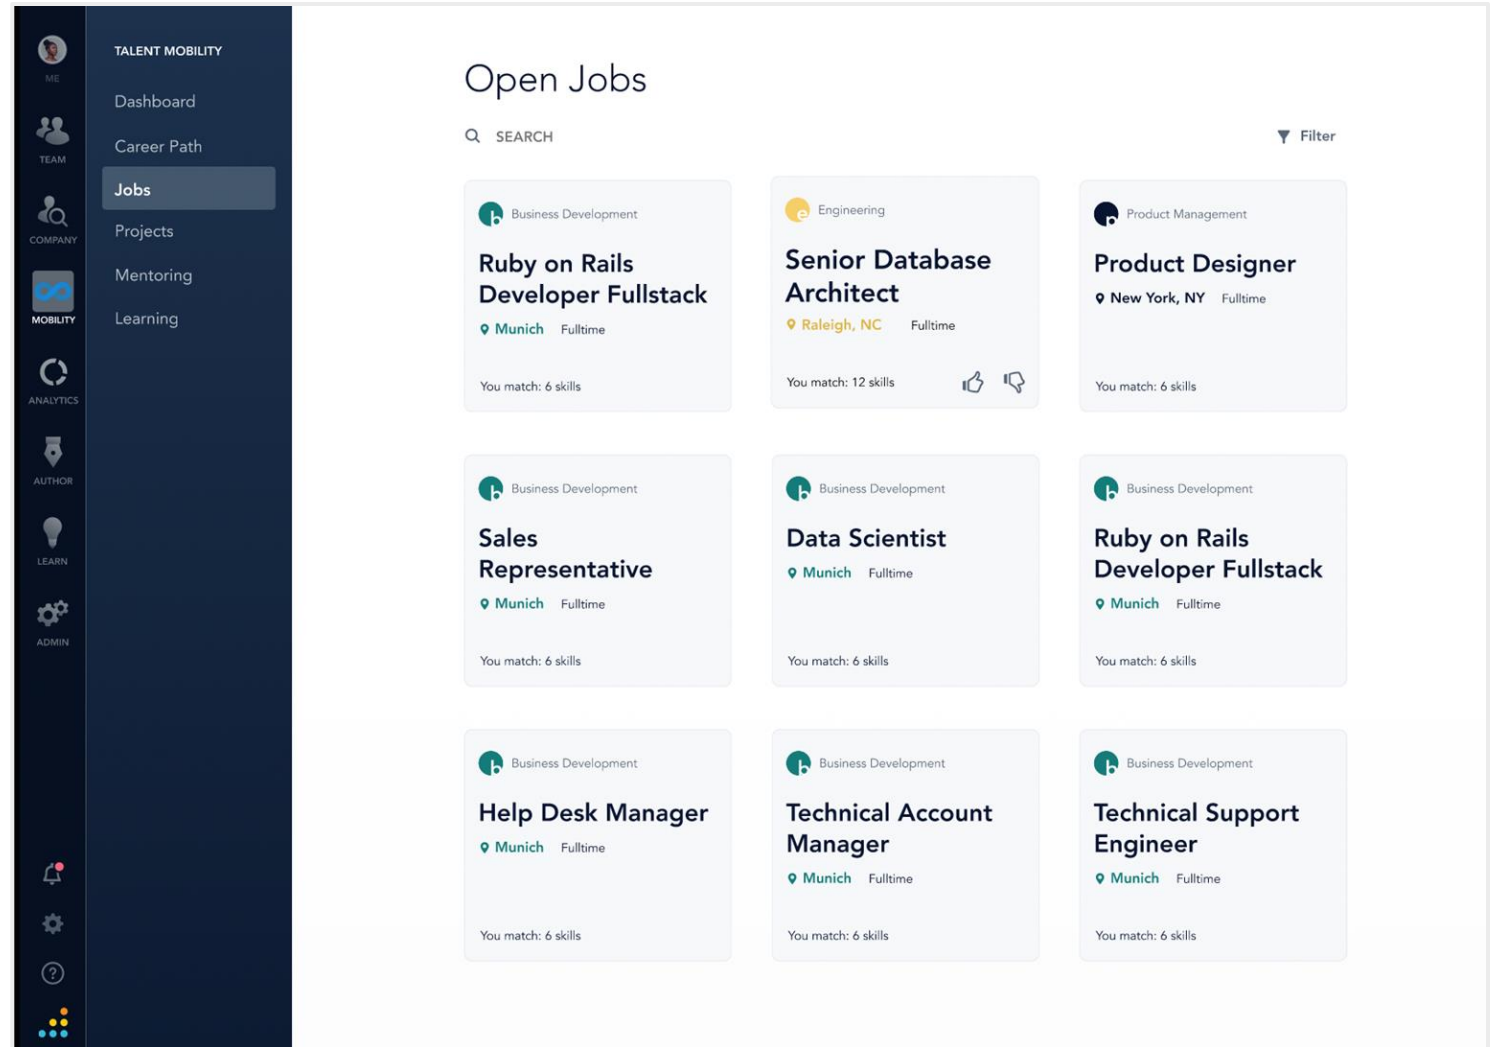 ME
TEAM
COMPANY
MOBILITY
ANALYTICS
AUTHOR
LEARN
ADMIN
TALENT MOBILITY
Dashboard
Career Path
Jobs
Projects
Mentoring
Learning
Open Jobs
SEARCH
Filter
b Business Development
Ruby on Rails
Developer Fullstack
Munich Fulltime
You match: 6 skills
e Engineering
Senior Database
Architect
Raleigh, NC Fulltime
You match: 12 skills
p Product Management
Product Designer
New York, NY Fulltime
You match: 6 skills
b Business Development
Sales
Representative
Munich Fulltime
You match: 6 skills
b Business Development
Data Scientist
Munich Fulltime
You match: 6 skills
b Business Development
Ruby on Rails
Developer Fullstack
Munich Fulltime
You match: 6 skills
b Business Development
Help Desk Manager
Munich Fulltime
You match: 6 skills
b Business Development
Technical Account
Manager
Munich Fulltime
You match: 6 skills
b Business Development
Technical Support
Engineer
Munich Fulltime
You match: 6 skills